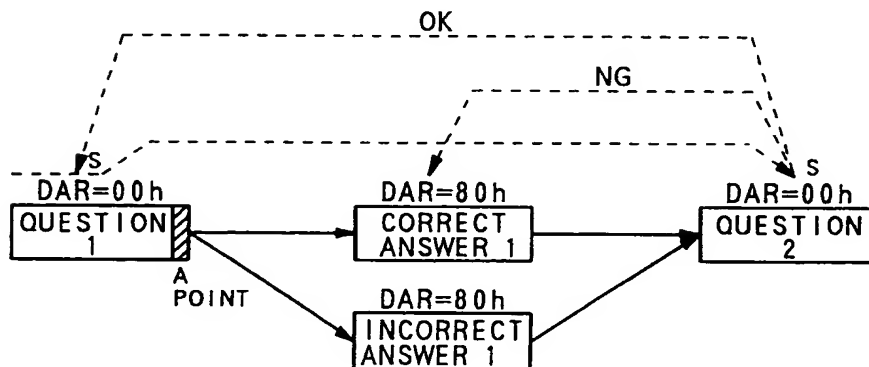 OK
NG
S
S
DAR=00h
DAR=80h
DAR=00h
QUESTION
1
CORRECT
ANSWER 1
QUESTION
2
A
POINT
DAR=80h
INCORRECT
ANSWER 1